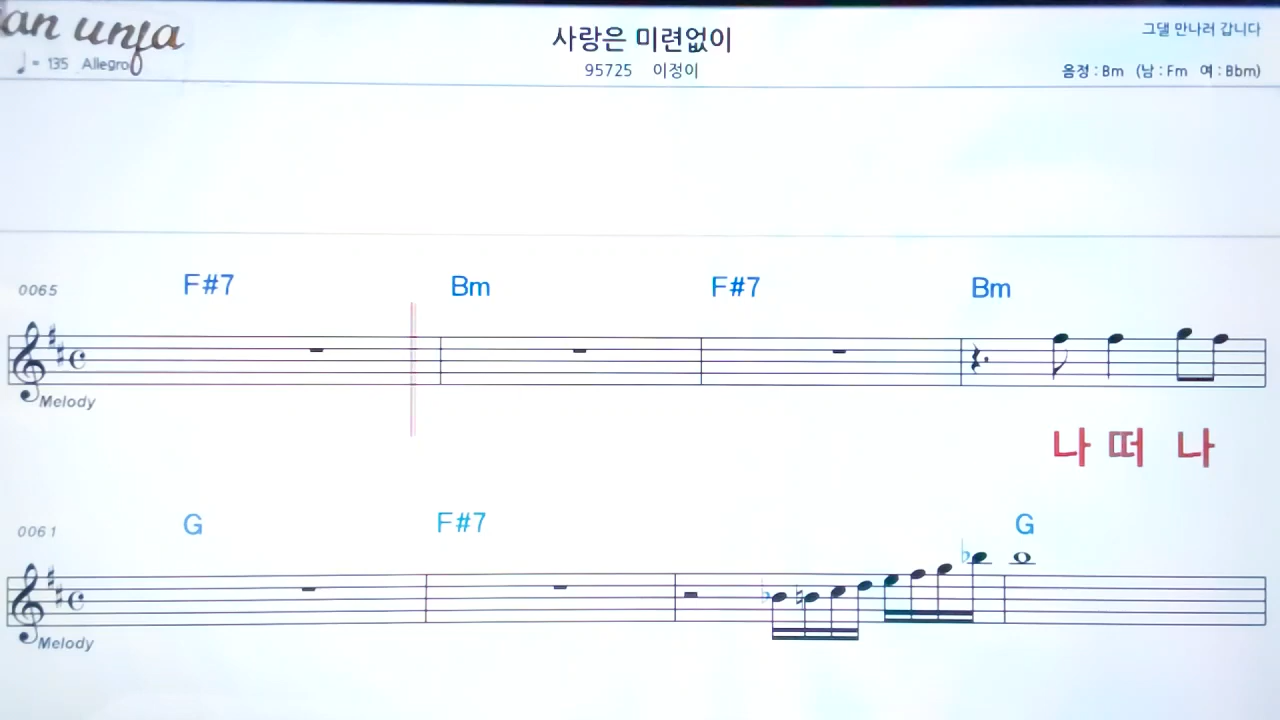 사랑은 미련없이
그댈 만나러 갑니다
= 135 Allegro
95725 이정이
음정 : Bm (남 : Fm 여 : Bbm)
0065 F#7 Bm F#7 Bm
Melody
나 떠 나
0061 G F#7 G
Melody